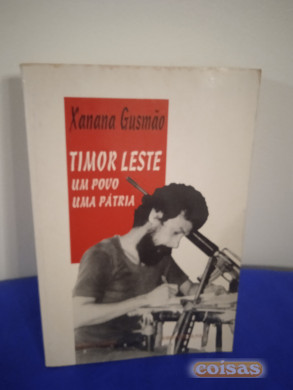 Xanana Gusmão
TIMOR LESTE
UM POVO
UMA PÁTRIA
coisas